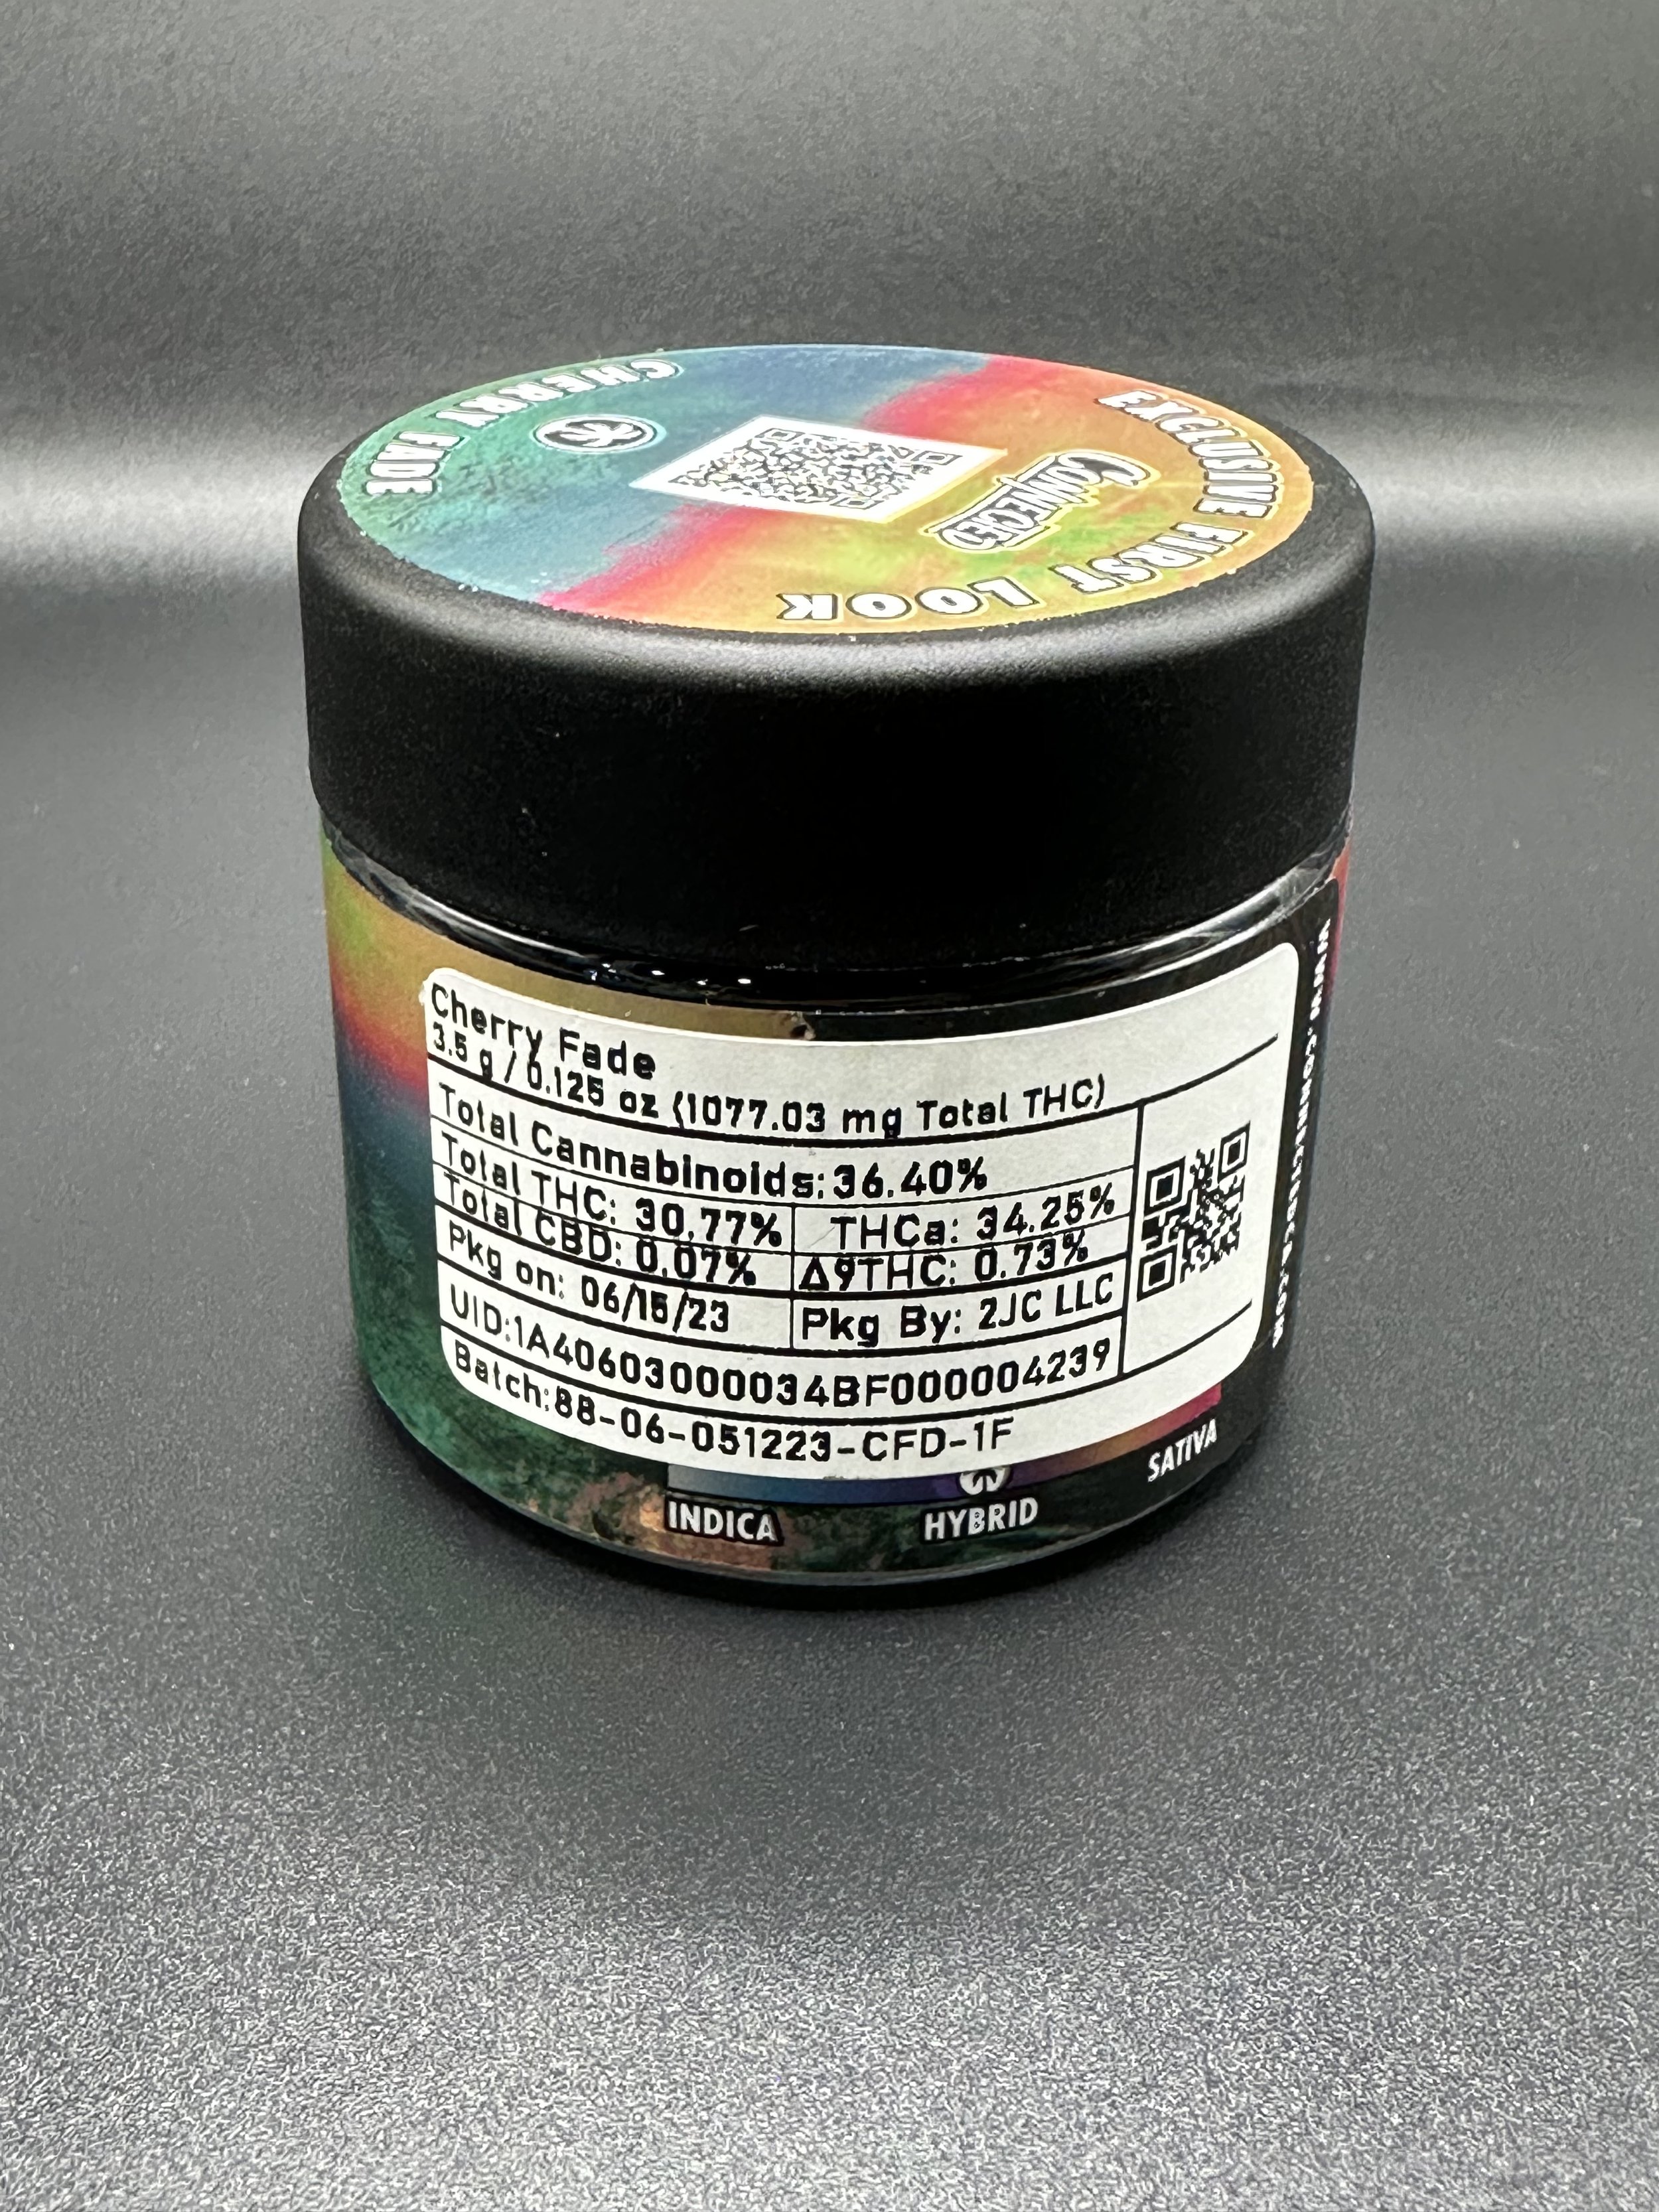 CHERRY FADE
EXCLUSIVE FIRST LOOK
CONNECTED
Cherry Fade
3.5 g / 0.125 oz (1077.03 mg Total THC)
Total Cannabinoids: 36.40%
Total THC: 30.77% THCa: 34.25%
Total CBD: 0.07% Δ9THC: 0.73%
Pkg on: 06/15/23 Pkg By: 2JC LLC
UID:1A40603000034BF000004239
Batch:88-06-051223-CFD-1F
INDICA HYBRID SATIVA